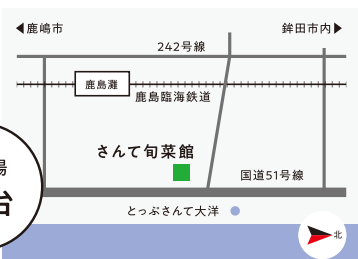 ◀鹿嶋市
鉾田市内▶
242号線
鹿島灘
鹿島臨海鉄道
さんて旬菜館
国道51号線
とっぷさんて大洋
場
台
北